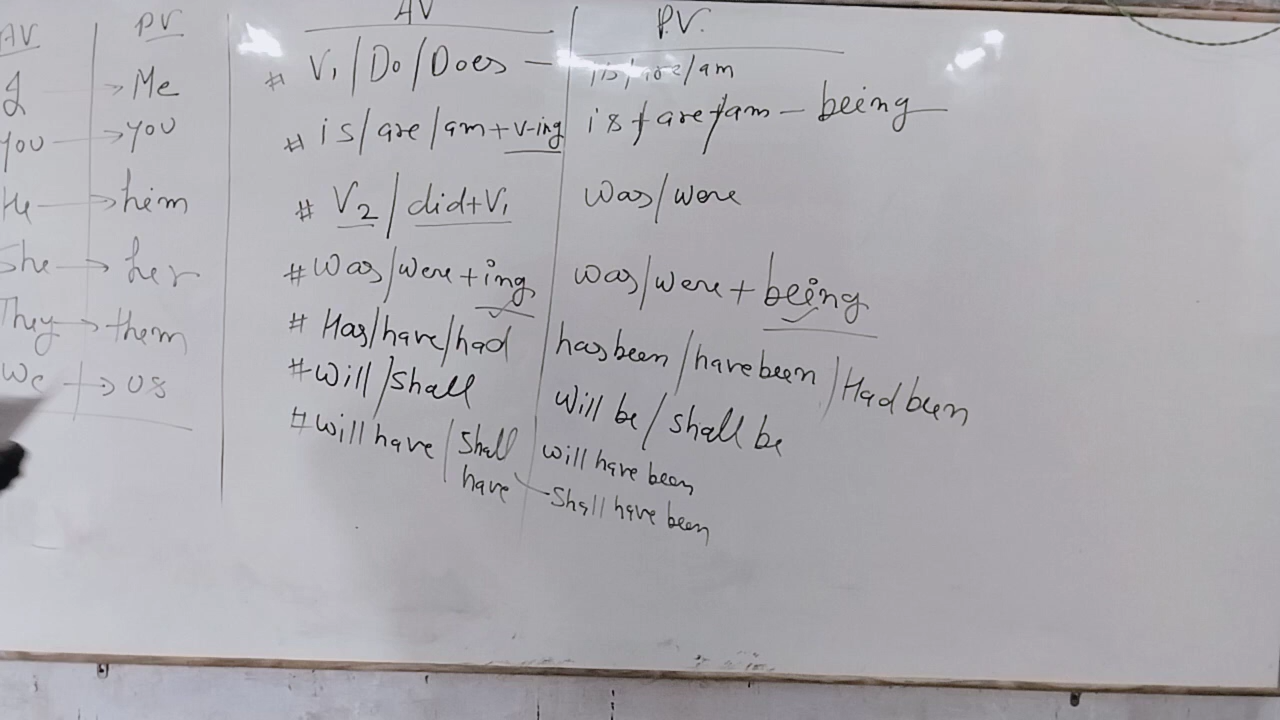 AV | PV
I → Me
You → you
He → him
She → her
They → them
We → us
AV | P.V.
# V₁/Do/Does – is/are/am
# is/are/am+v-ing is/are/am – being
# V₂/did+V₁ was/were
# was/were+ing was/were + being
# Has/have/had has been/have been/Had been
# will/shall will be/shall be
# will have/shall have will have been
shall have been